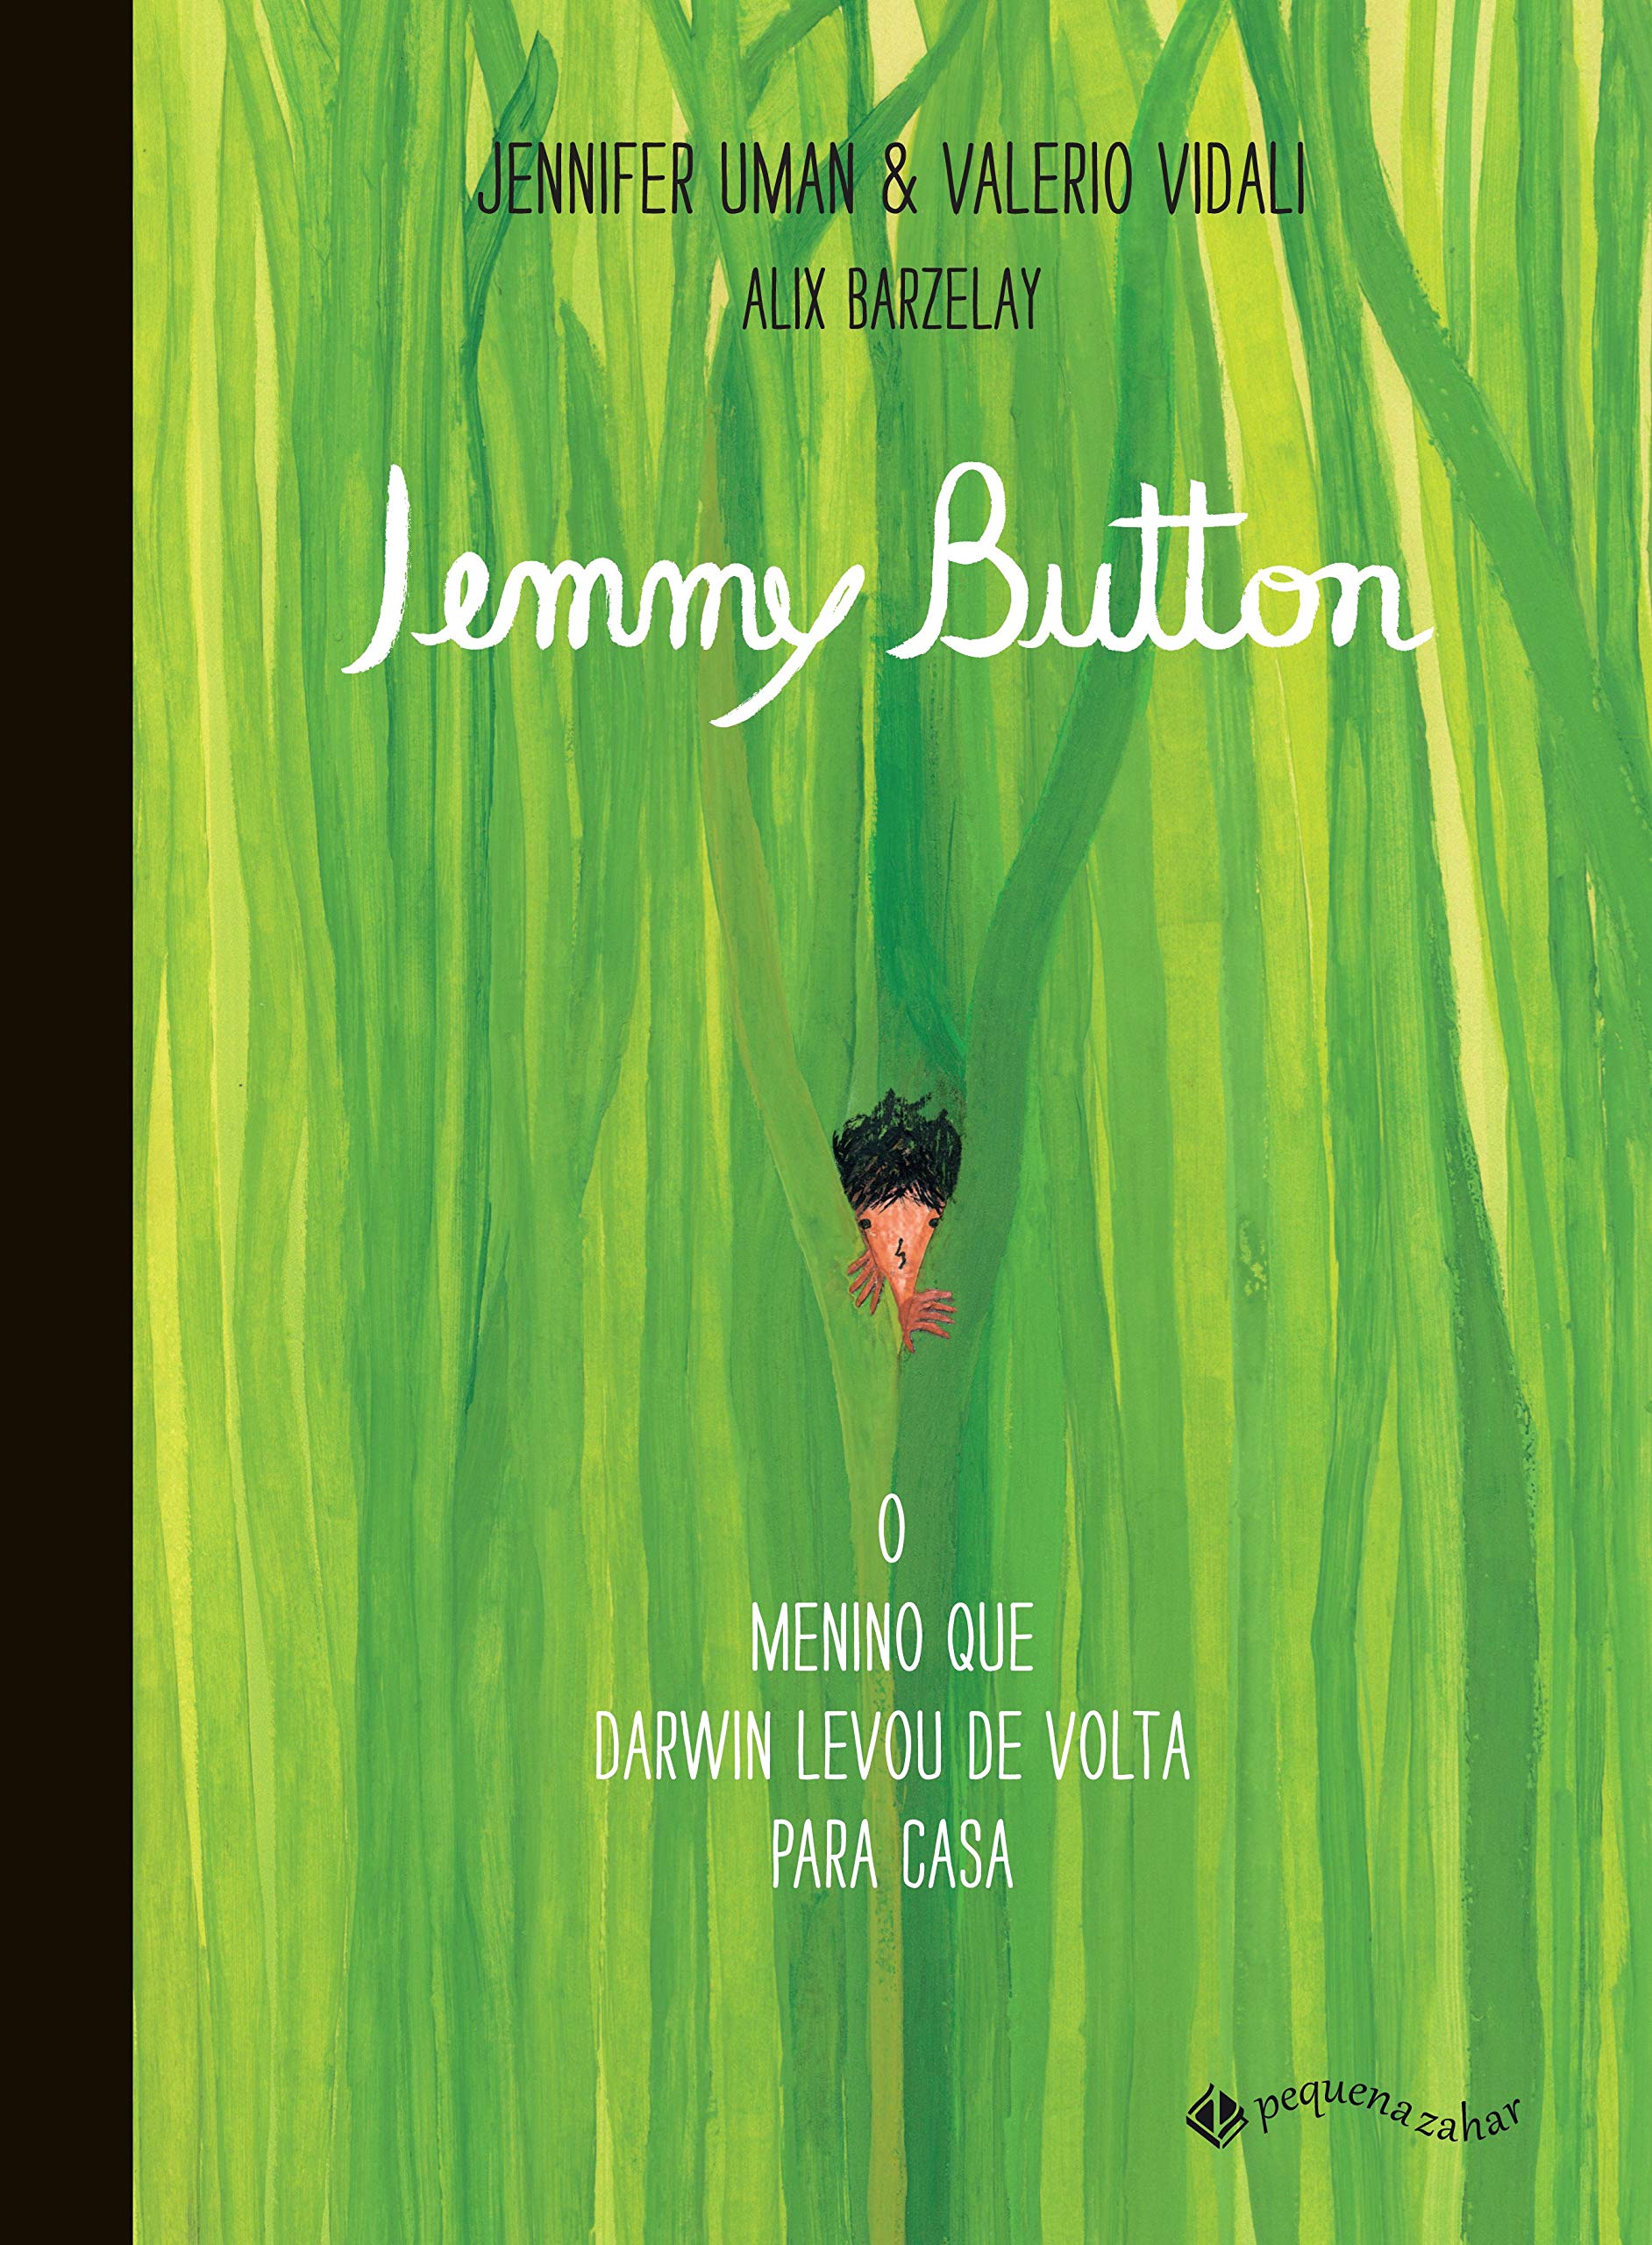 JENNIFER UMAN & VALERIO VIDALI
ALIX BARZELAY
Jemmy Button
O
MENINO QUE
DARWIN LEVOU DE VOLTA
PARA CASA
pequena zahar